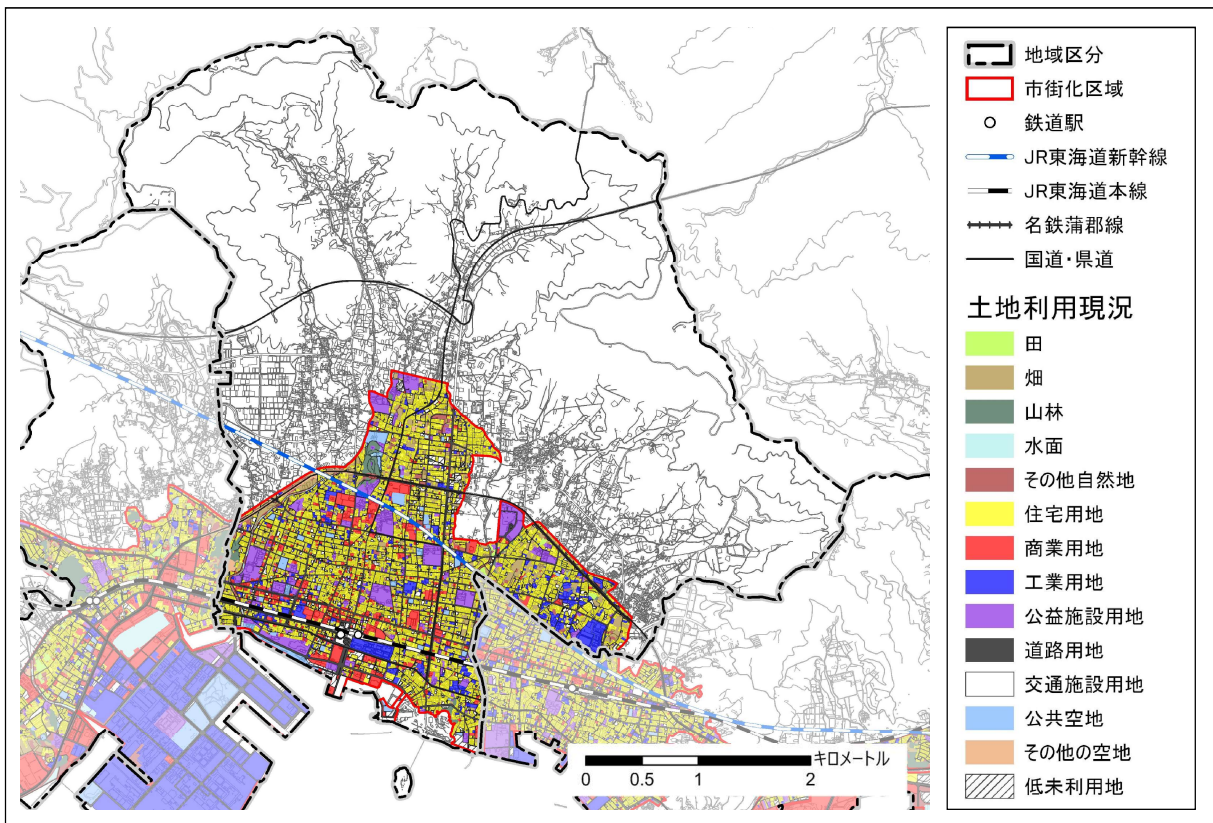 地域区分
市街化区域
鉄道駅
JR東海道新幹線
JR東海道本線
名鉄蒲郡線
国道・県道
土地利用現況
田
畑
山林
水面
その他自然地
住宅用地
商業用地
工業用地
公益施設用地
道路用地
交通施設用地
公共空地
その他の空地
低未利用地
キロメートル
0 0.5 1 2